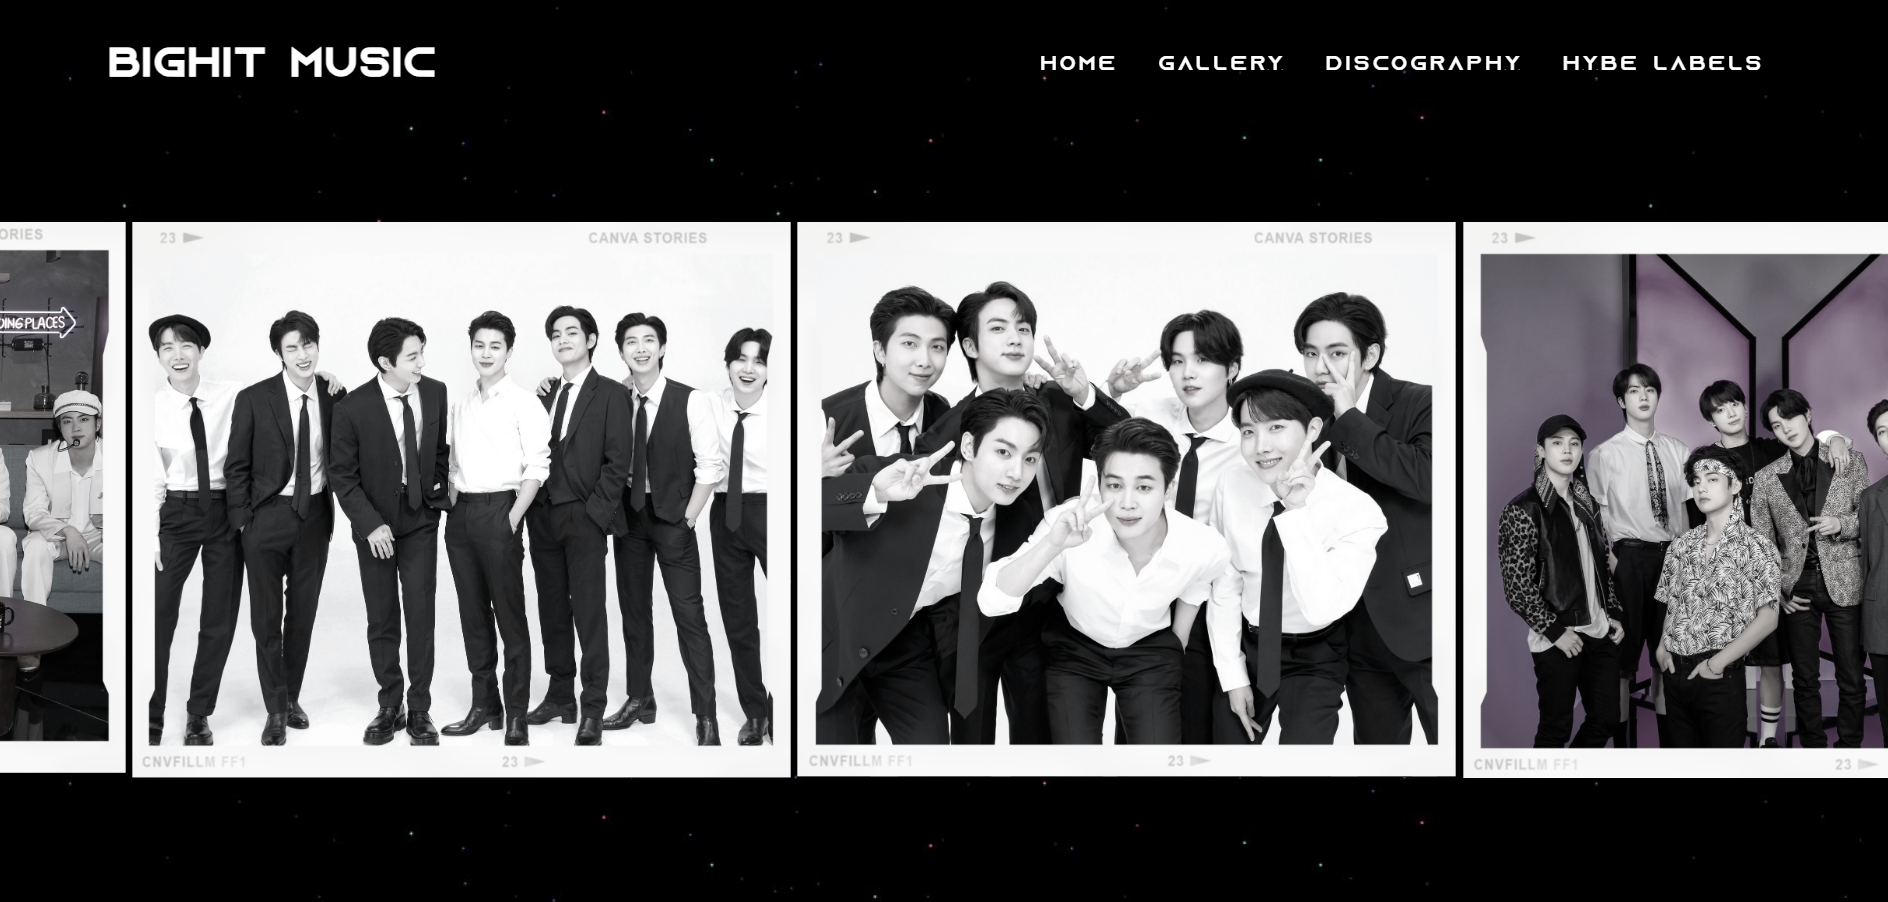 BIGHIT MUSIC
HOME GALLERY DISCOGRAPHY HYBE LABELS
ORIES
23
CANVA STORIES
23
CANVA STORIES
23
DING PLACES
CNVFILLM FF1
23
CNVFILLM FF1
23
CNVFILLM FF1
23